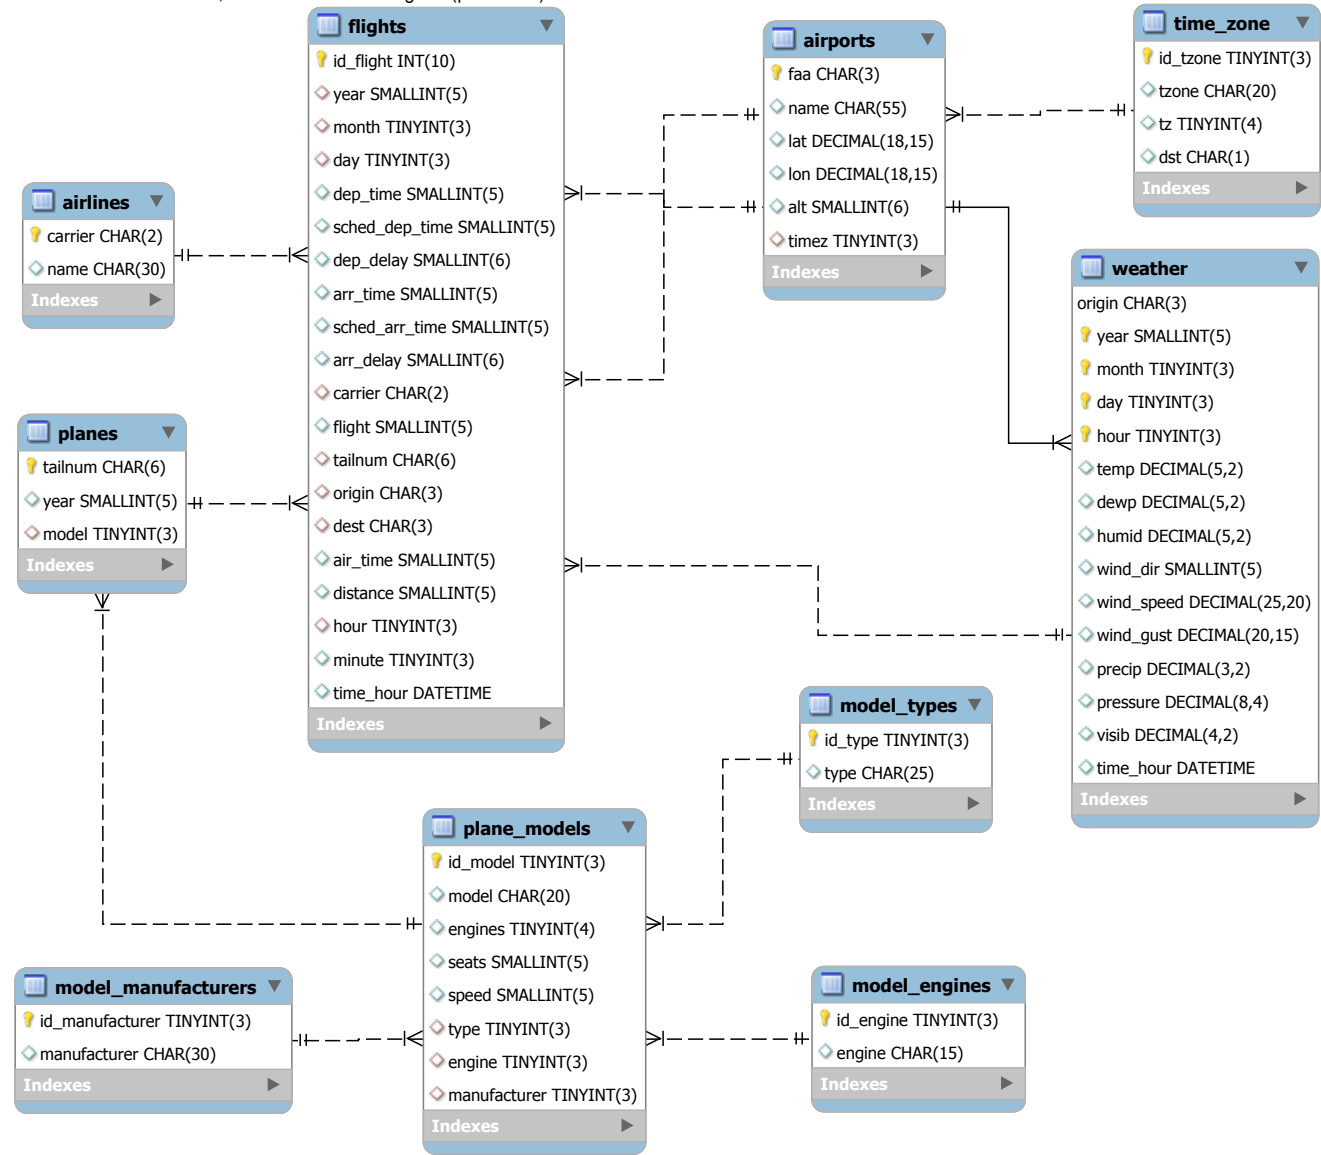 flights
id_flight INT(10)
year SMALLINT(5)
month TINYINT(3)
day TINYINT(3)
dep_time SMALLINT(5)
sched_dep_time SMALLINT(5)
dep_delay SMALLINT(6)
arr_time SMALLINT(5)
sched_arr_time SMALLINT(5)
arr_delay SMALLINT(6)
carrier CHAR(2)
flight SMALLINT(5)
tailnum CHAR(6)
origin CHAR(3)
dest CHAR(3)
air_time SMALLINT(5)
distance SMALLINT(5)
hour TINYINT(3)
minute TINYINT(3)
time_hour DATETIME
Indexes
airports
faa CHAR(3)
name CHAR(55)
lat DECIMAL(18,15)
lon DECIMAL(18,15)
alt SMALLINT(6)
timez TINYINT(3)
Indexes
time_zone
id_tzone TINYINT(3)
tzone CHAR(20)
tz TINYINT(4)
dst CHAR(1)
Indexes
airlines
carrier CHAR(2)
name CHAR(30)
Indexes
weather
origin CHAR(3)
year SMALLINT(5)
month TINYINT(3)
day TINYINT(3)
hour TINYINT(3)
temp DECIMAL(5,2)
dewp DECIMAL(5,2)
humid DECIMAL(5,2)
wind_dir SMALLINT(5)
wind_speed DECIMAL(25,20)
wind_gust DECIMAL(20,15)
precip DECIMAL(3,2)
pressure DECIMAL(8,4)
visib DECIMAL(4,2)
time_hour DATETIME
Indexes
planes
tailnum CHAR(6)
year SMALLINT(5)
model TINYINT(3)
Indexes
model_types
id_type TINYINT(3)
type CHAR(25)
Indexes
plane_models
id_model TINYINT(3)
model CHAR(20)
engines TINYINT(4)
seats SMALLINT(5)
speed SMALLINT(5)
type TINYINT(3)
engine TINYINT(3)
manufacturer TINYINT(3)
Indexes
model_manufacturers
id_manufacturer TINYINT(3)
manufacturer CHAR(30)
Indexes
model_engines
id_engine TINYINT(3)
engine CHAR(15)
Indexes